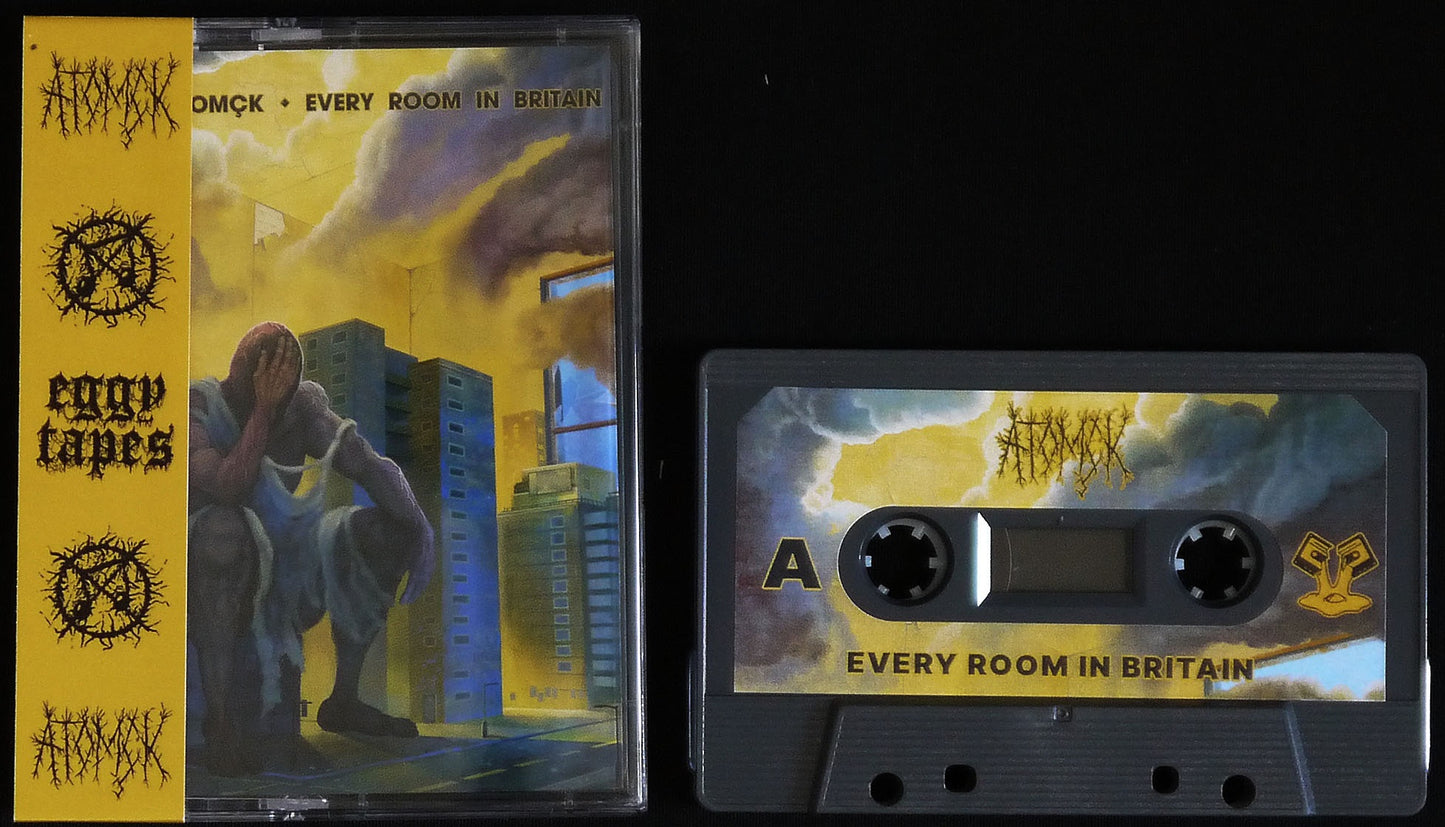 ATOMÇK
eggy
tapes
ATOMÇK
OMÇK • EVERY ROOM IN BRITAIN
ATOMÇK
A
EVERY ROOM IN BRITAIN